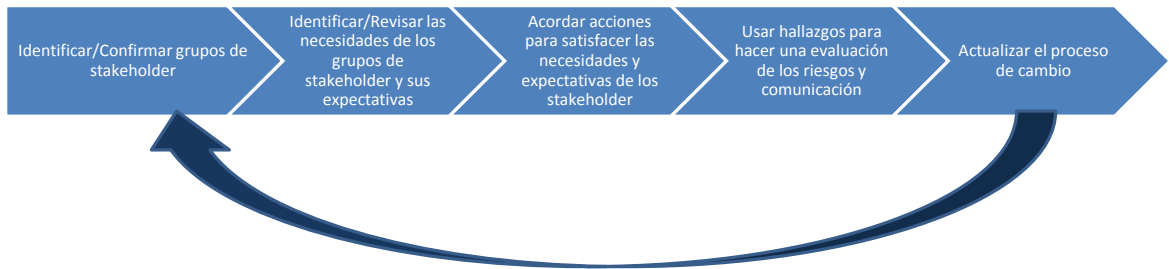 Identificar/Confirmar grupos de
stakeholder
Identificar/Revisar las
necesidades de los
grupos de
stakeholder y sus
expectativas
Acordar acciones
para satisfacer las
necesidades y
expectativas de los
stakeholder
Usar hallazgos para
hacer una evaluación
de los riesgos y
comunicación
Actualizar el proceso
de cambio